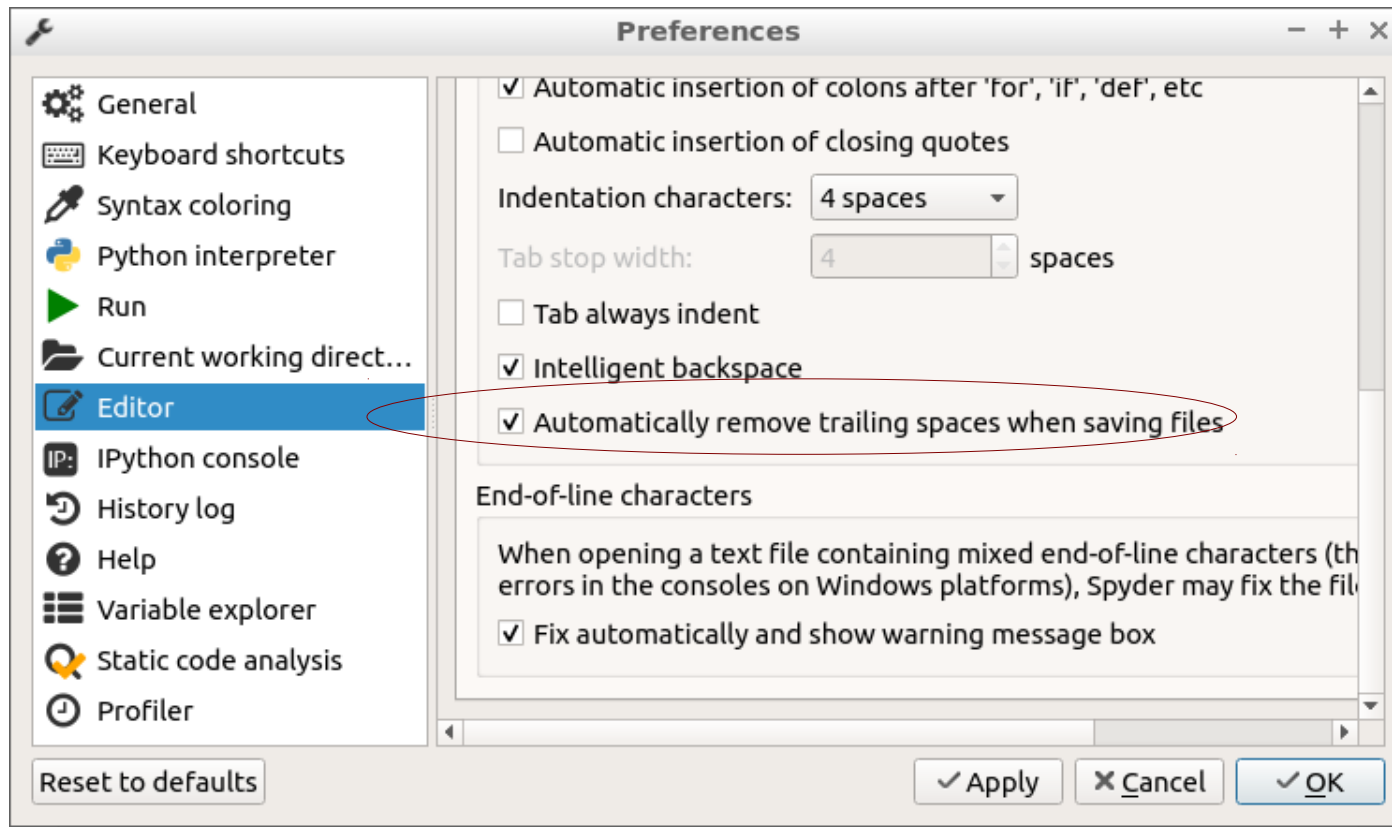 Preferences
General
Keyboard shortcuts
Syntax coloring
Python interpreter
Run
Current working direct...
Editor
IP: IPython console
History log
Help
Variable explorer
Static code analysis
Profiler
Automatic insertion of colons after 'for', 'if', 'def', etc
Automatic insertion of closing quotes
Indentation characters: 4 spaces
Tab stop width: 4 spaces
Tab always indent
Intelligent backspace
Automatically remove trailing spaces when saving files
End-of-line characters
When opening a text file containing mixed end-of-line characters (th
errors in the consoles on Windows platforms), Spyder may fix the fil
Fix automatically and show warning message box
Reset to defaults
Apply
Cancel
OK